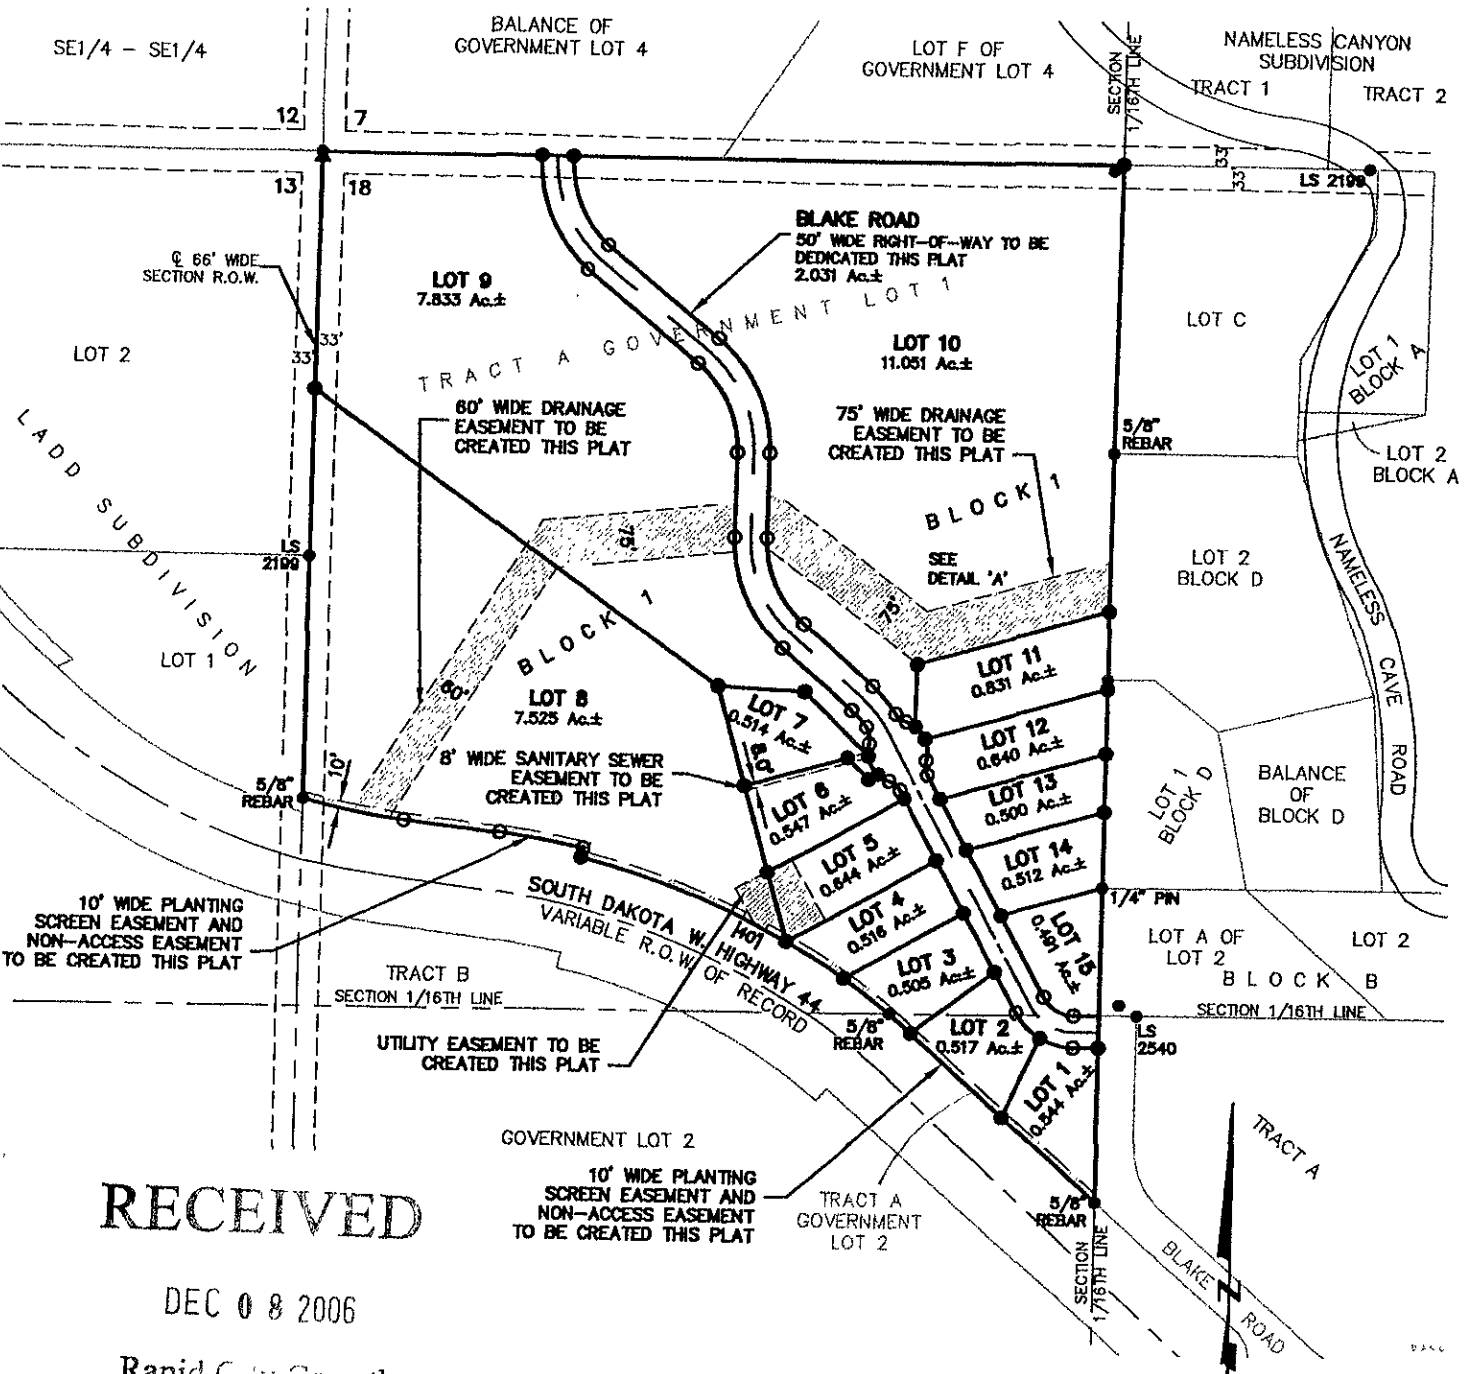 SE1/4 - SE1/4
BALANCE OF
GOVERNMENT LOT 4
LOT F OF
GOVERNMENT LOT 4
SECTION
1/16TH LINE
NAMELESS CANYON
SUBDIVISION
TRACT 1
TRACT 2
12
7
13
18
33'
33'
LS 2199
℄ 66' WIDE
SECTION R.O.W.
LOT 9
7.833 Ac.±
BLAKE ROAD
50' WIDE RIGHT-OF-WAY TO BE
DEDICATED THIS PLAT
2.031 Ac.±
TRACT A GOVERNMENT LOT 1
LOT 10
11.051 Ac.±
LOT C
LOT 1
BLOCK A
LOT 2
33'
33'
60' WIDE DRAINAGE
EASEMENT TO BE
CREATED THIS PLAT
75' WIDE DRAINAGE
EASEMENT TO BE
CREATED THIS PLAT
5/8"
REBAR
LOT 2
BLOCK A
LADD SUBDIVISION
BLOCK 1
75'
LS
2199
SEE
DETAIL 'A'
LOT 2
BLOCK D
NAMELESS CAVE ROAD
75'
BLOCK 1
LOT 1
60'
LOT 8
7.525 Ac.±
LOT 11
0.831 Ac.±
LOT 7
0.514 Ac.±
LOT 12
0.640 Ac.±
8.0'
8' WIDE SANITARY SEWER
EASEMENT TO BE
CREATED THIS PLAT
5/8"
REBAR
10'
LOT 6
0.547 Ac.±
LOT 13
0.500 Ac.±
LOT 1
BLOCK D
BALANCE
OF
BLOCK D
LOT 5
0.644 Ac.±
LOT 14
0.512 Ac.±
1/4" PIN
10' WIDE PLANTING
SCREEN EASEMENT AND
NON-ACCESS EASEMENT
TO BE CREATED THIS PLAT
SOUTH DAKOTA W. HIGHWAY 44
VARIABLE R.O.W. OF RECORD
40'
LOT 4
0.516 Ac.±
LOT 15
0.491 Ac.±
LOT A OF
LOT 2
LOT 2
BLOCK B
LOT 3
0.505 Ac.±
TRACT B
SECTION 1/16TH LINE
SECTION 1/16TH LINE
5/8"
REBAR
LOT 2
0.517 Ac.±
LS
2540
UTILITY EASEMENT TO BE
CREATED THIS PLAT
LOT 1
0.544 Ac.±
GOVERNMENT LOT 2
TRACT A
10' WIDE PLANTING
SCREEN EASEMENT AND
NON-ACCESS EASEMENT
TO BE CREATED THIS PLAT
TRACT A
GOVERNMENT
LOT 2
5/8"
REBAR
SECTION
1/16TH LINE
BLAKE ROAD
N
RECEIVED
DEC 0 8 2006
Rapid